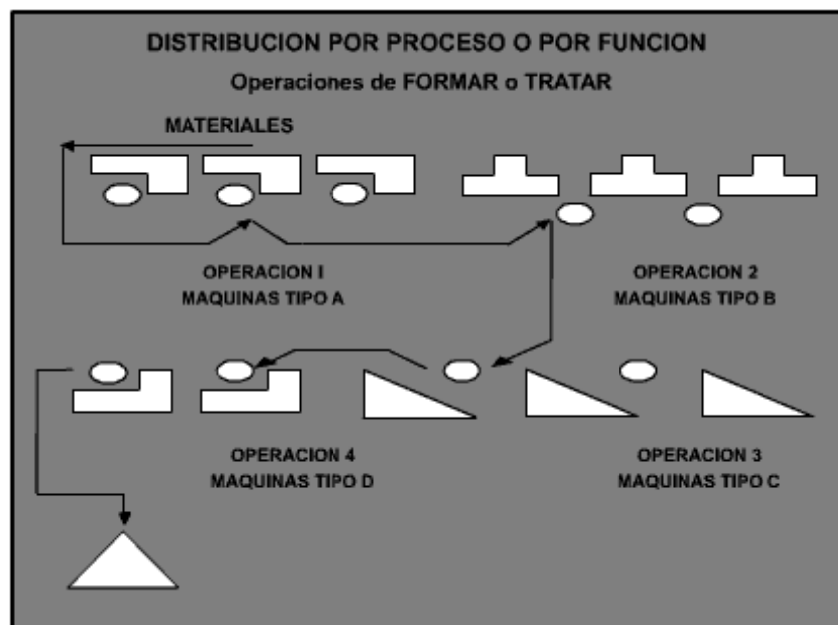 DISTRIBUCION POR PROCESO O POR FUNCION
Operaciones de FORMAR o TRATAR
MATERIALES
OPERACION I
MAQUINAS TIPO A
OPERACION 2
MAQUINAS TIPO B
OPERACION 4
MAQUINAS TIPO D
OPERACION 3
MAQUINAS TIPO C